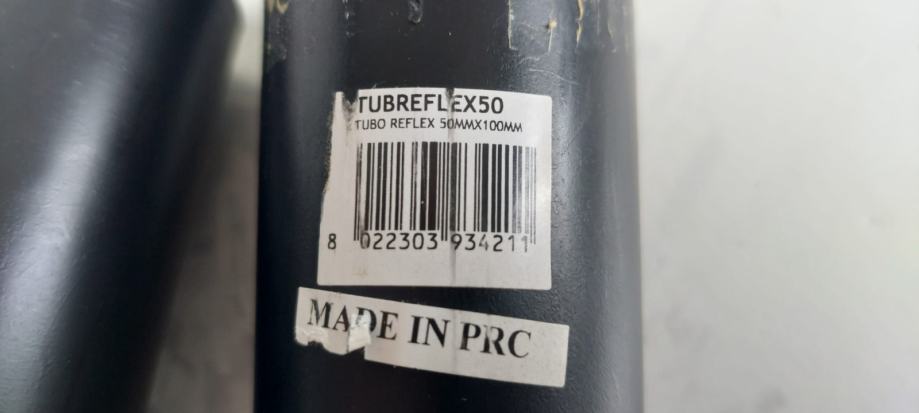 TUBREFLEX50
TUBO REFLEX 50MMX100MM
8 022303 934211
MADE IN PRC